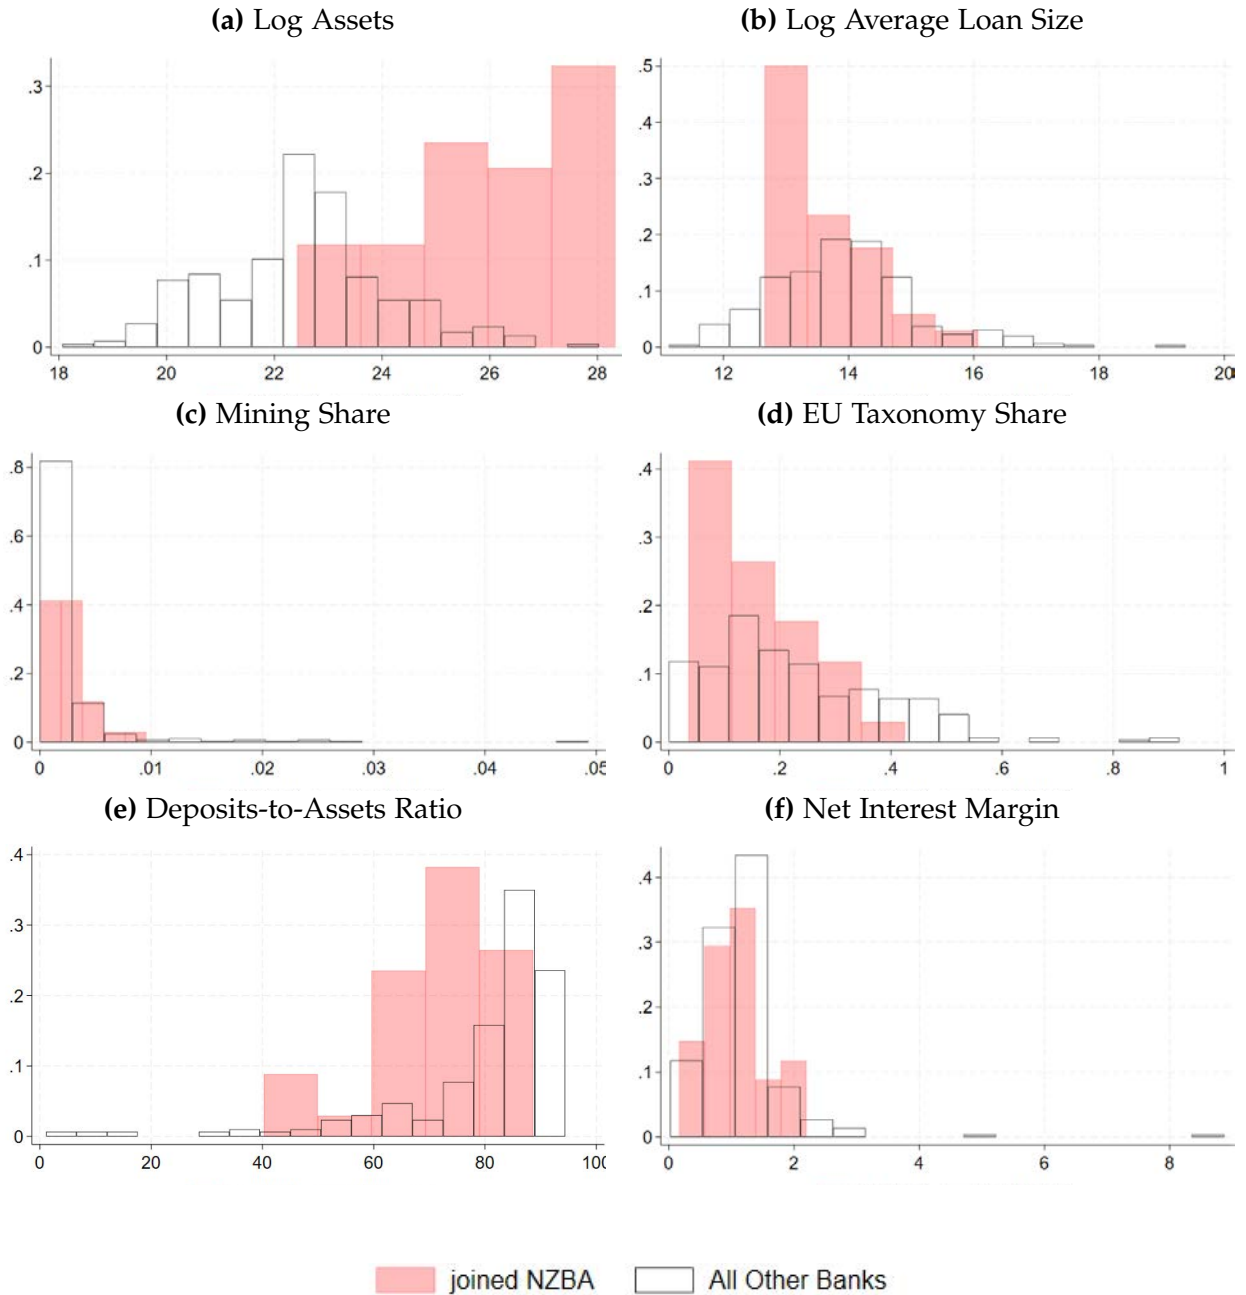 (a) Log Assets
(b) Log Average Loan Size
.3
.2
.1
0
18 20 22 24 26 28
.5
.4
.3
.2
.1
0
12 14 16 18 20
(c) Mining Share
(d) EU Taxonomy Share
.8
.6
.4
.2
0
0 .01 .02 .03 .04 .05
.4
.3
.2
.1
0
0 .2 .4 .6 .8 1
(e) Deposits-to-Assets Ratio
(f) Net Interest Margin
.4
.3
.2
.1
0
0 20 40 60 80 100
.4
.3
.2
.1
0
0 2 4 6 8
joined NZBA
All Other Banks